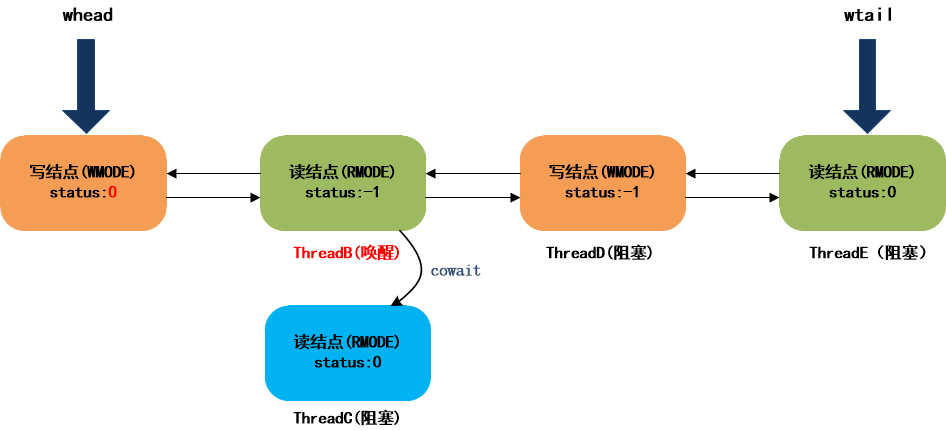 whead
wtail
写结点(WMODE)
status:0
读结点(RMODE)
status:-1
写结点(WMODE)
status:-1
读结点(RMODE)
status:0
ThreadB(唤醒)
ThreadD(阻塞)
ThreadE（阻塞）
cowait
读结点(RMODE)
status:0
ThreadC(阻塞)